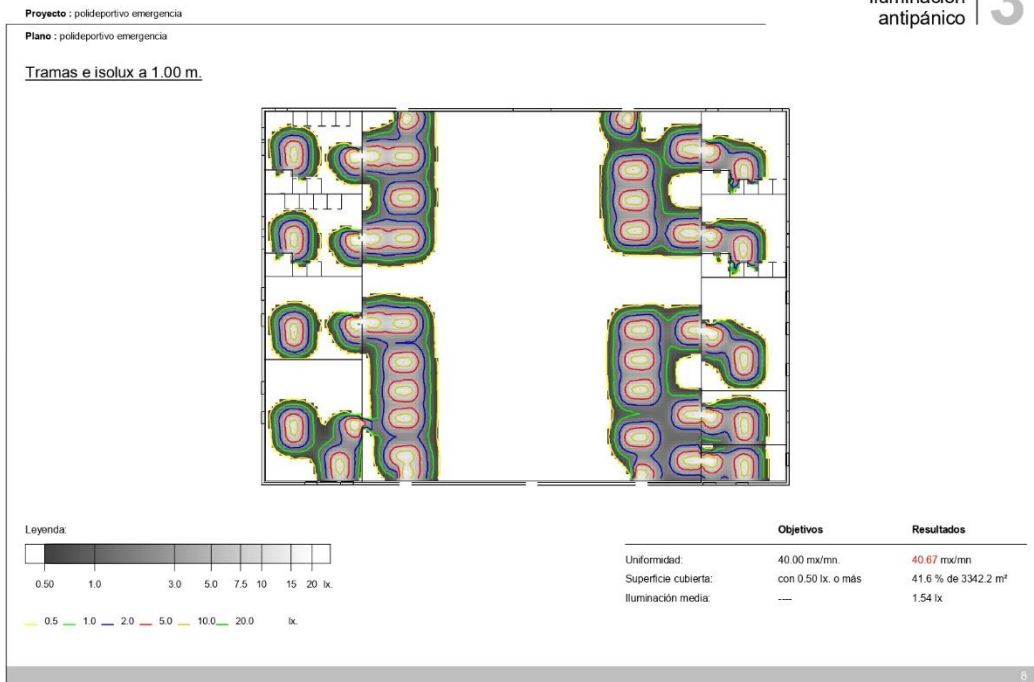 Iluminación
antipánico
3
Proyecto : polideportivo emergencia
Plano : polideportivo emergencia
Tramas e isolux a 1.00 m.
Leyenda:
0.50 1.0 3.0 5.0 7.5 10 15 20 lx.
0.5 1.0 2.0 5.0 10.0 20.0 lx.
Objetivos Resultados
Uniformidad: 40.00 mx/mn. 40.67 mx/mn
Superficie cubierta: con 0.50 lx. o más 41.6 % de 3342.2 m²
Iluminación media: ---- 1.54 lx
8